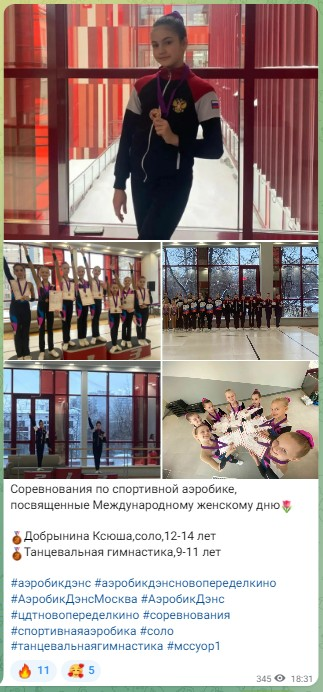 Соревнования по спортивной аэробике,
посвященные Международному женскому дню🌷
🥉Добрынина Ксюша,соло,12-14 лет
🥉Танцевальная гимнастика,9-11 лет
#аэробикдэнс #аэробикдэнсновопеределкино
#АэробикДэнсМосква #АэробикДэнс
#цдтновопеределкино #соревнования
#спортивнаяаэробика #соло
#танцевальнаягимнастика #мссуор1
🔥 11 🥰 5
345 18:31